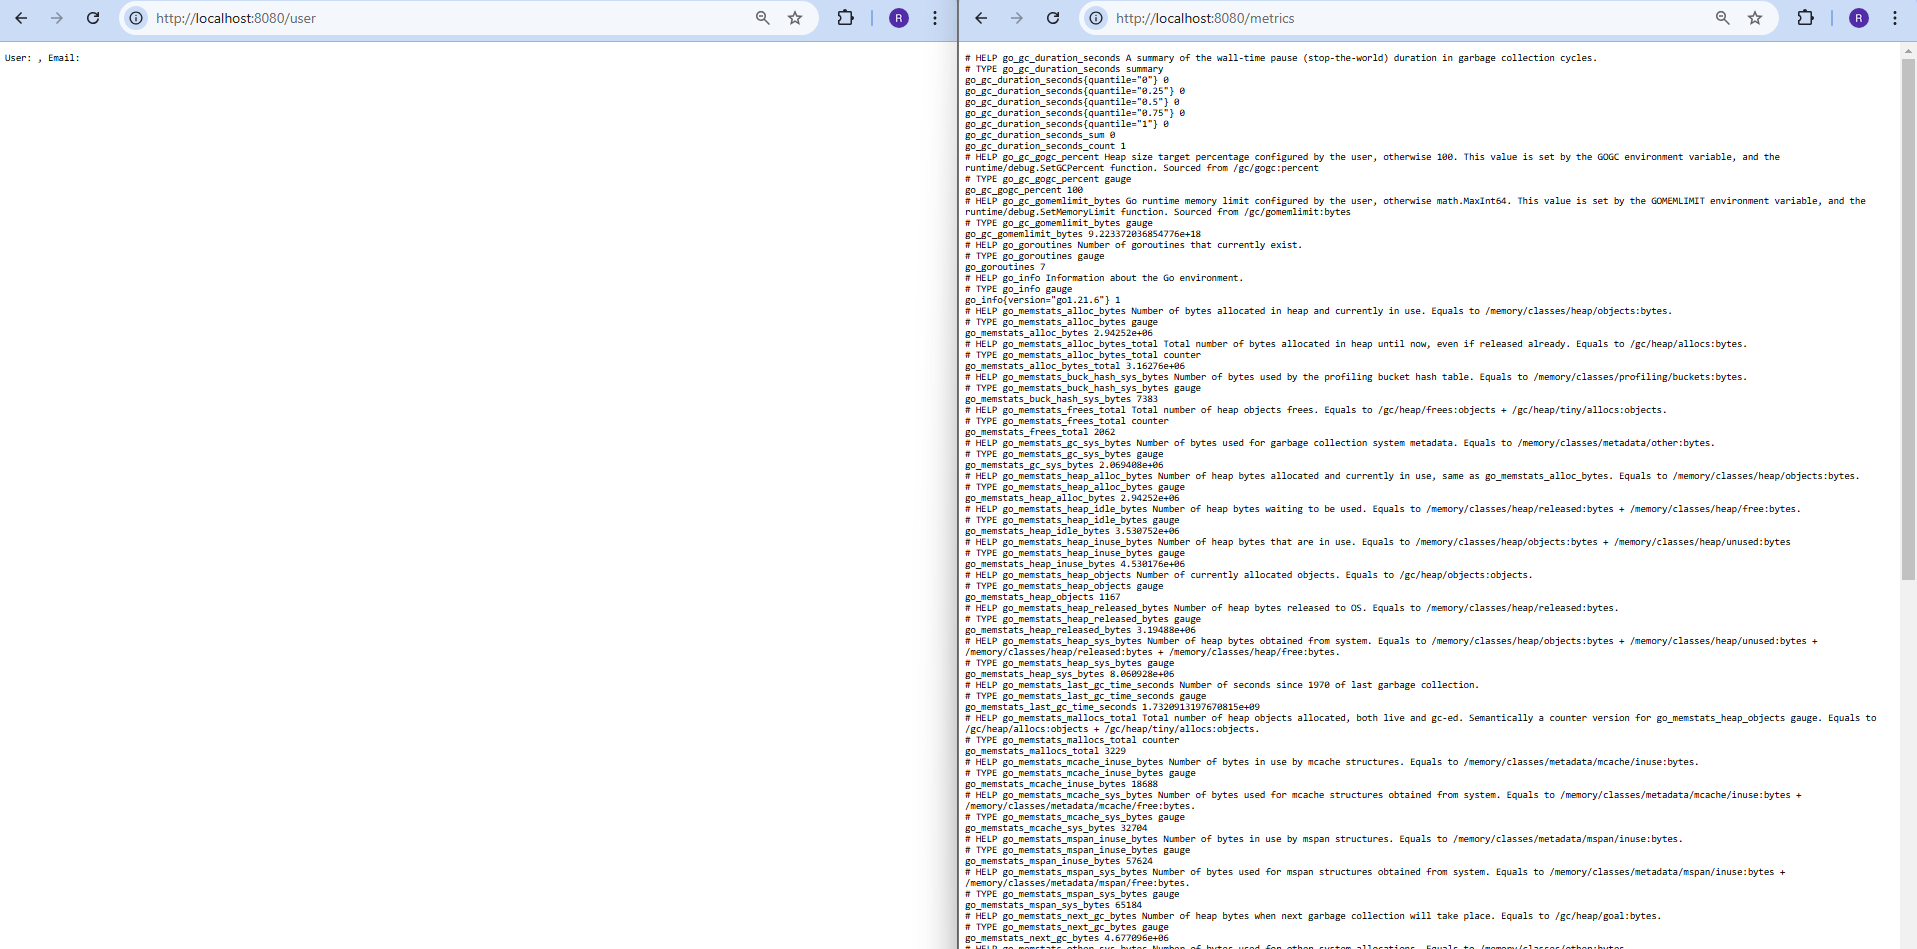 http://localhost:8080/user
R
User: , Email:
http://localhost:8080/metrics
R
# HELP go_gc_duration_seconds A summary of the wall-time pause (stop-the-world) duration in garbage collection cycles.
# TYPE go_gc_duration_seconds summary
go_gc_duration_seconds{quantile="0"} 0
go_gc_duration_seconds{quantile="0.25"} 0
go_gc_duration_seconds{quantile="0.5"} 0
go_gc_duration_seconds{quantile="0.75"} 0
go_gc_duration_seconds{quantile="1"} 0
go_gc_duration_seconds_sum 0
go_gc_duration_seconds_count 1
# HELP go_gc_gogc_percent Heap size target percentage configured by the user, otherwise 100. This value is set by the GOGC environment variable, and the
runtime/debug.SetGCPercent function. Sourced from /gc/gogc:percent
# TYPE go_gc_gogc_percent gauge
go_gc_gogc_percent 100
# HELP go_gc_gomemlimit_bytes Go runtime memory limit configured by the user, otherwise math.MaxInt64. This value is set by the GOMEMLIMIT environment variable, and the
runtime/debug.SetMemoryLimit function. Sourced from /gc/gomemlimit:bytes
# TYPE go_gc_gomemlimit_bytes gauge
go_gc_gomemlimit_bytes 9.223372036854776e+18
# HELP go_goroutines Number of goroutines that currently exist.
# TYPE go_goroutines gauge
go_goroutines 7
# HELP go_info Information about the Go environment.
# TYPE go_info gauge
go_info{version="go1.21.6"} 1
# HELP go_memstats_alloc_bytes Number of bytes allocated in heap and currently in use. Equals to /memory/classes/heap/objects:bytes.
# TYPE go_memstats_alloc_bytes gauge
go_memstats_alloc_bytes 2.94252e+06
# HELP go_memstats_alloc_bytes_total Total number of bytes allocated in heap until now, even if released already. Equals to /gc/heap/allocs:bytes.
# TYPE go_memstats_alloc_bytes_total counter
go_memstats_alloc_bytes_total 3.16276e+06
# HELP go_memstats_buck_hash_sys_bytes Number of bytes used by the profiling bucket hash table. Equals to /memory/classes/profiling/buckets:bytes.
# TYPE go_memstats_buck_hash_sys_bytes gauge
go_memstats_buck_hash_sys_bytes 7383
# HELP go_memstats_frees_total Total number of heap objects frees. Equals to /gc/heap/frees:objects + /gc/heap/tiny/allocs:objects.
# TYPE go_memstats_frees_total counter
go_memstats_frees_total 2062
# HELP go_memstats_gc_sys_bytes Number of bytes used for garbage collection system metadata. Equals to /memory/classes/metadata/other:bytes.
# TYPE go_memstats_gc_sys_bytes gauge
go_memstats_gc_sys_bytes 2.069408e+06
# HELP go_memstats_heap_alloc_bytes Number of heap bytes allocated and currently in use, same as go_memstats_alloc_bytes. Equals to /memory/classes/heap/objects:bytes.
# TYPE go_memstats_heap_alloc_bytes gauge
go_memstats_heap_alloc_bytes 2.94252e+06
# HELP go_memstats_heap_idle_bytes Number of heap bytes waiting to be used. Equals to /memory/classes/heap/released:bytes + /memory/classes/heap/free:bytes.
# TYPE go_memstats_heap_idle_bytes gauge
go_memstats_heap_idle_bytes 3.530752e+06
# HELP go_memstats_heap_inuse_bytes Number of heap bytes that are in use. Equals to /memory/classes/heap/objects:bytes + /memory/classes/heap/unused:bytes
# TYPE go_memstats_heap_inuse_bytes gauge
go_memstats_heap_inuse_bytes 4.530176e+06
# HELP go_memstats_heap_objects Number of currently allocated objects. Equals to /gc/heap/objects:objects.
# TYPE go_memstats_heap_objects gauge
go_memstats_heap_objects 1167
# HELP go_memstats_heap_released_bytes Number of heap bytes released to OS. Equals to /memory/classes/heap/released:bytes.
# TYPE go_memstats_heap_released_bytes gauge
go_memstats_heap_released_bytes 3.19488e+06
# HELP go_memstats_heap_sys_bytes Number of heap bytes obtained from system. Equals to /memory/classes/heap/objects:bytes + /memory/classes/heap/unused:bytes +
/memory/classes/heap/released:bytes + /memory/classes/heap/free:bytes.
# TYPE go_memstats_heap_sys_bytes gauge
go_memstats_heap_sys_bytes 8.060928e+06
# HELP go_memstats_last_gc_time_seconds Number of seconds since 1970 of last garbage collection.
# TYPE go_memstats_last_gc_time_seconds gauge
go_memstats_last_gc_time_seconds 1.7320913197670815e+09
# HELP go_memstats_mallocs_total Total number of heap objects allocated, both live and gc-ed. Semantically a counter version for go_memstats_heap_objects gauge. Equals to
/gc/heap/allocs:objects + /gc/heap/tiny/allocs:objects.
# TYPE go_memstats_mallocs_total counter
go_memstats_mallocs_total 3229
# HELP go_memstats_mcache_inuse_bytes Number of bytes in use by mcache structures. Equals to /memory/classes/metadata/mcache/inuse:bytes.
# TYPE go_memstats_mcache_inuse_bytes gauge
go_memstats_mcache_inuse_bytes 18688
# HELP go_memstats_mcache_sys_bytes Number of bytes used for mcache structures obtained from system. Equals to /memory/classes/metadata/mcache/inuse:bytes +
/memory/classes/metadata/mcache/free:bytes.
# TYPE go_memstats_mcache_sys_bytes gauge
go_memstats_mcache_sys_bytes 32704
# HELP go_memstats_mspan_inuse_bytes Number of bytes in use by mspan structures. Equals to /memory/classes/metadata/mspan/inuse:bytes.
# TYPE go_memstats_mspan_inuse_bytes gauge
go_memstats_mspan_inuse_bytes 57624
# HELP go_memstats_mspan_sys_bytes Number of bytes used for mspan structures obtained from system. Equals to /memory/classes/metadata/mspan/inuse:bytes +
/memory/classes/metadata/mspan/free:bytes.
# TYPE go_memstats_mspan_sys_bytes gauge
go_memstats_mspan_sys_bytes 65184
# HELP go_memstats_next_gc_bytes Number of heap bytes when next garbage collection will take place. Equals to /gc/heap/goal:bytes.
# TYPE go_memstats_next_gc_bytes gauge
go_memstats_next_gc_bytes 4.677096e+06
# HELP go_memstats_other_sys_bytes Number of bytes used for other system allocations. Equals to /memory/classes/other:bytes